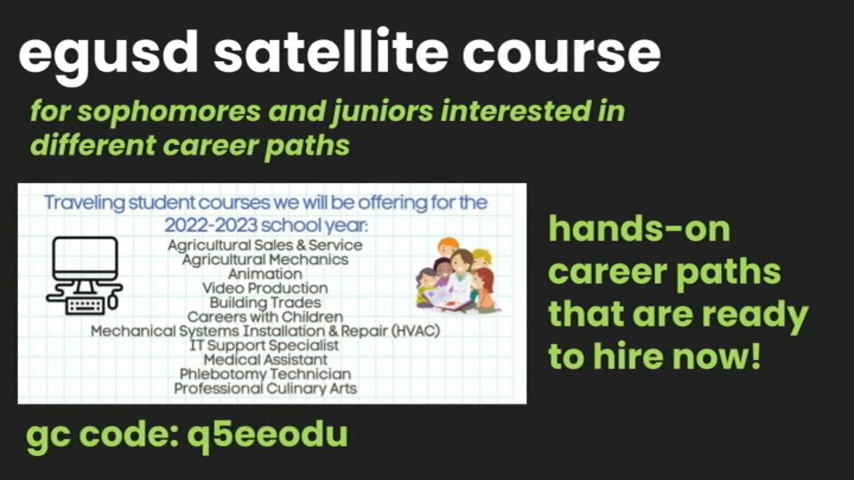 egusd satellite course
for sophomores and juniors interested in
different career paths
Traveling student courses we will be offering for the
2022-2023 school year:
Agricultural Sales & Service
Agricultural Mechanics
Animation
Video Production
Building Trades
Careers with Children
Mechanical Systems Installation & Repair (HVAC)
IT Support Specialist
Medical Assistant
Phlebotomy Technician
Professional Culinary Arts
hands-on
career paths
that are ready
to hire now!
gc code: q5eeodu